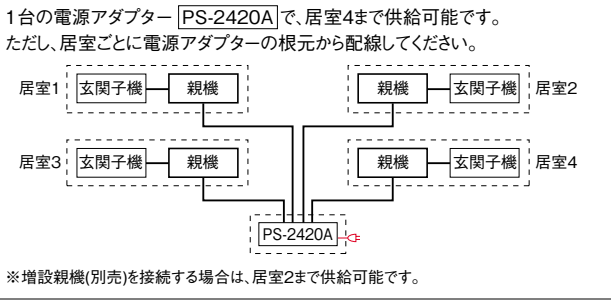 1台の電源アダプター PS-2420A で、居室4まで供給可能です。
ただし、居室ごとに電源アダプターの根元から配線してください。
居室1 玄関子機 親機 親機 玄関子機 居室2
居室3 玄関子機 親機 親機 玄関子機 居室4
PS-2420A
※増設親機(別売)を接続する場合は、居室2まで供給可能です。